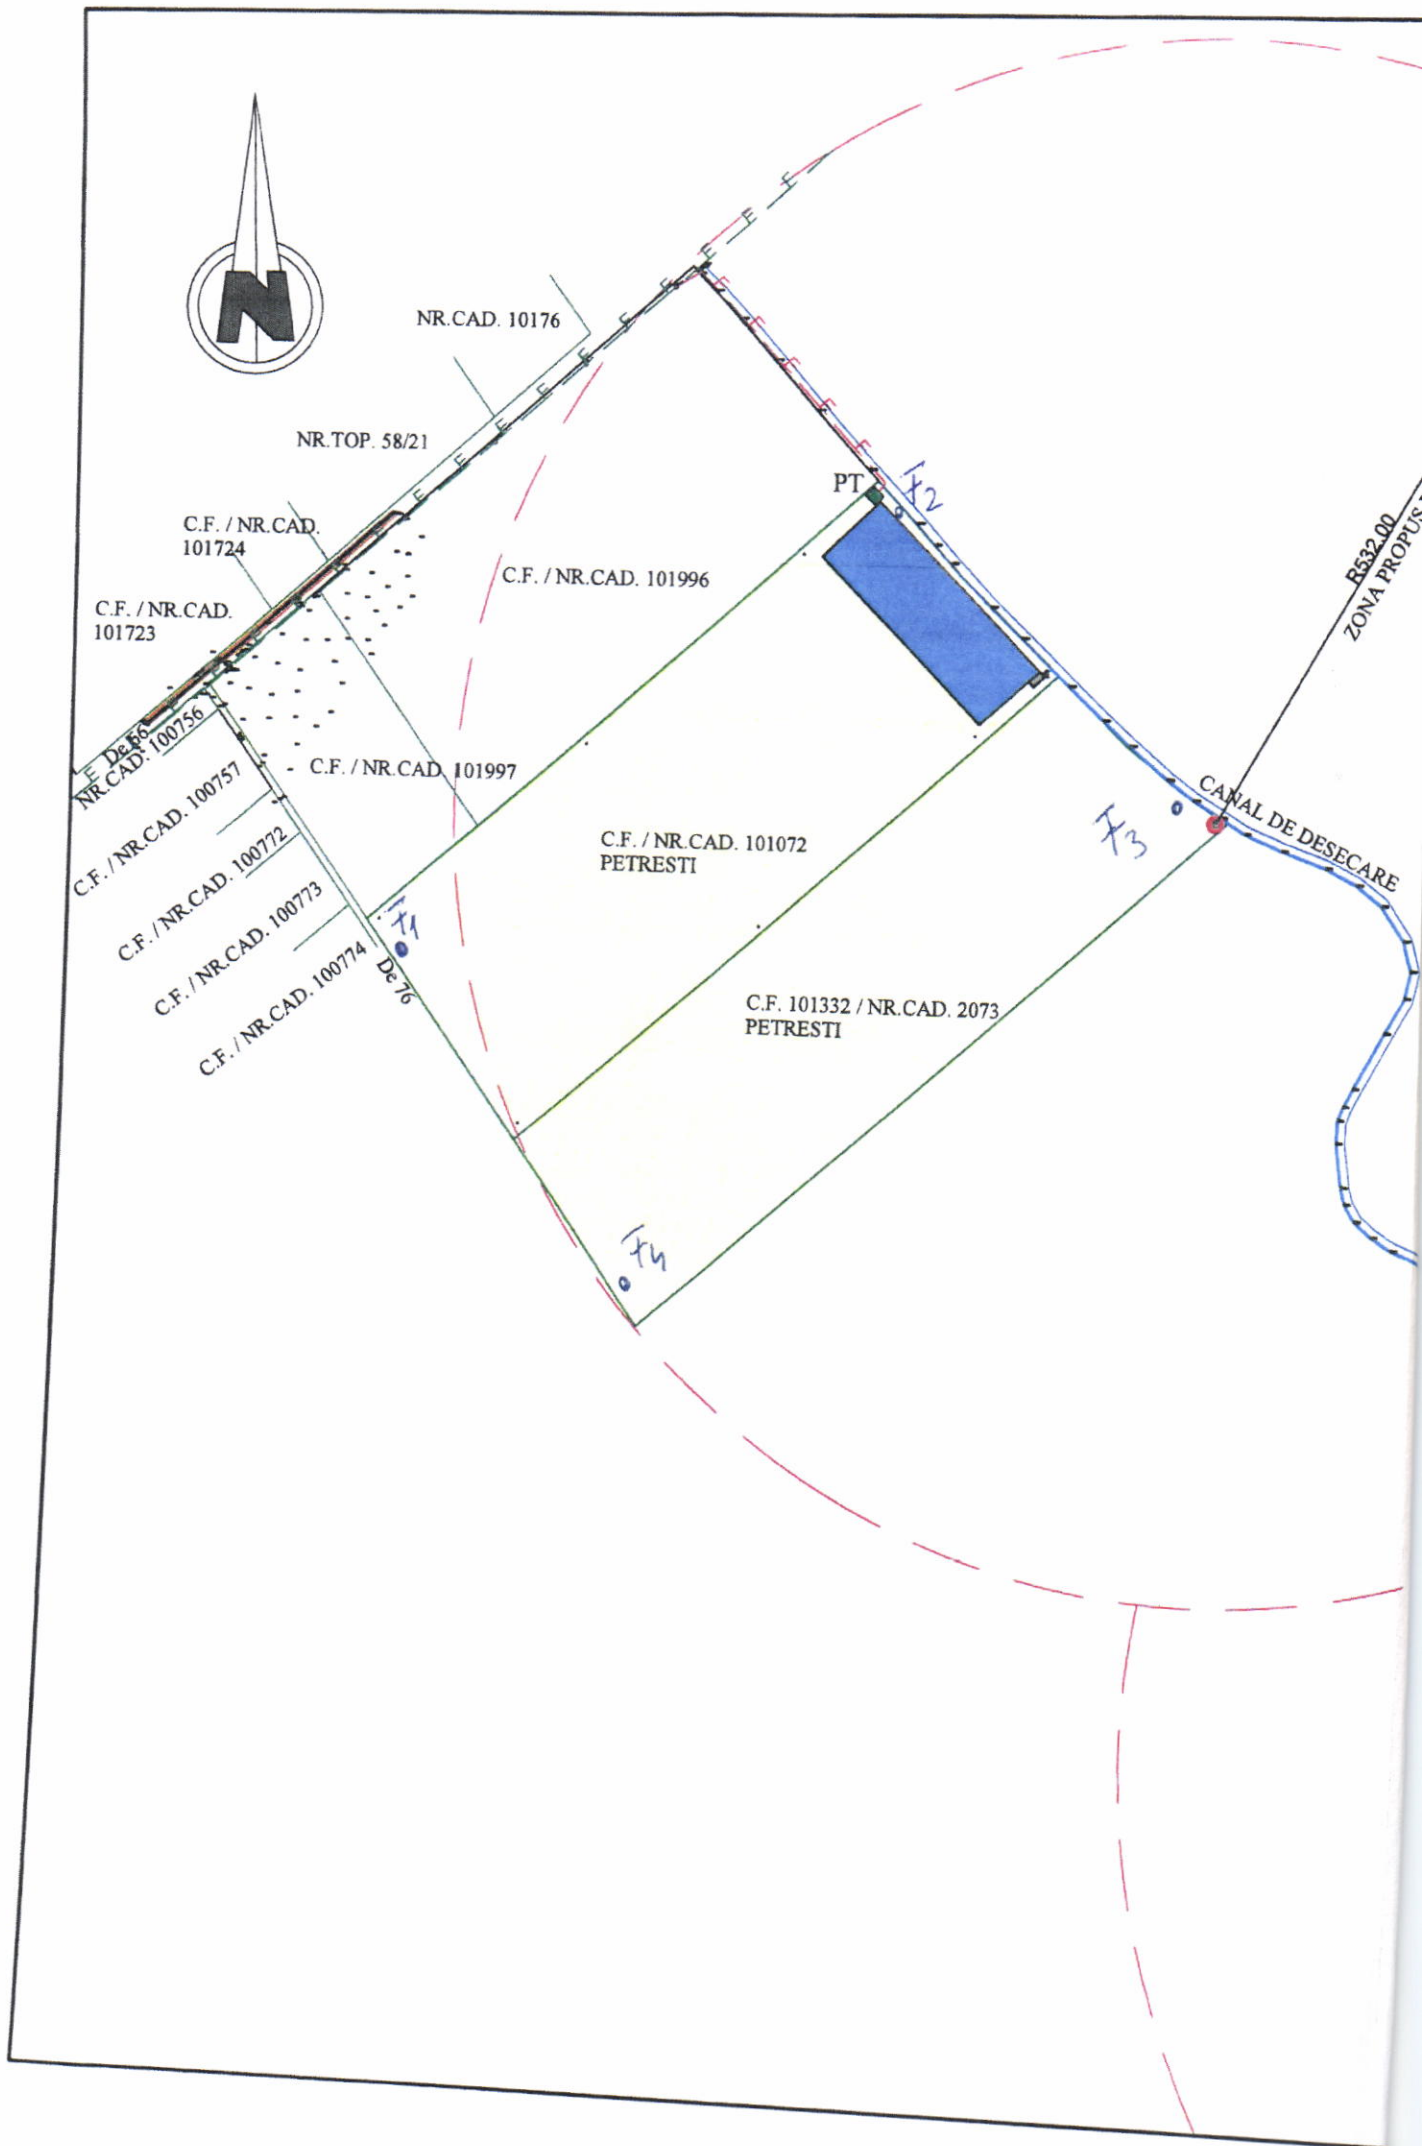 N
NR.CAD. 10176
NR.TOP. 58/21
C.F. / NR.CAD.
101724
C.F. / NR.CAD.
101723
PT
F2
C.F. / NR.CAD. 101996
R532.00
ZONA PROPUS
De 66
NR.CAD. 100756
C.F. / NR.CAD. 101997
C.F. / NR.CAD. 100757
C.F. / NR.CAD. 100772
C.F. / NR.CAD. 100773
C.F. / NR.CAD. 100774
De 76
F1
C.F. / NR.CAD. 101072
PETRESTI
F3
CANAL DE DESECARE
C.F. 101332 / NR.CAD. 2073
PETRESTI
F4